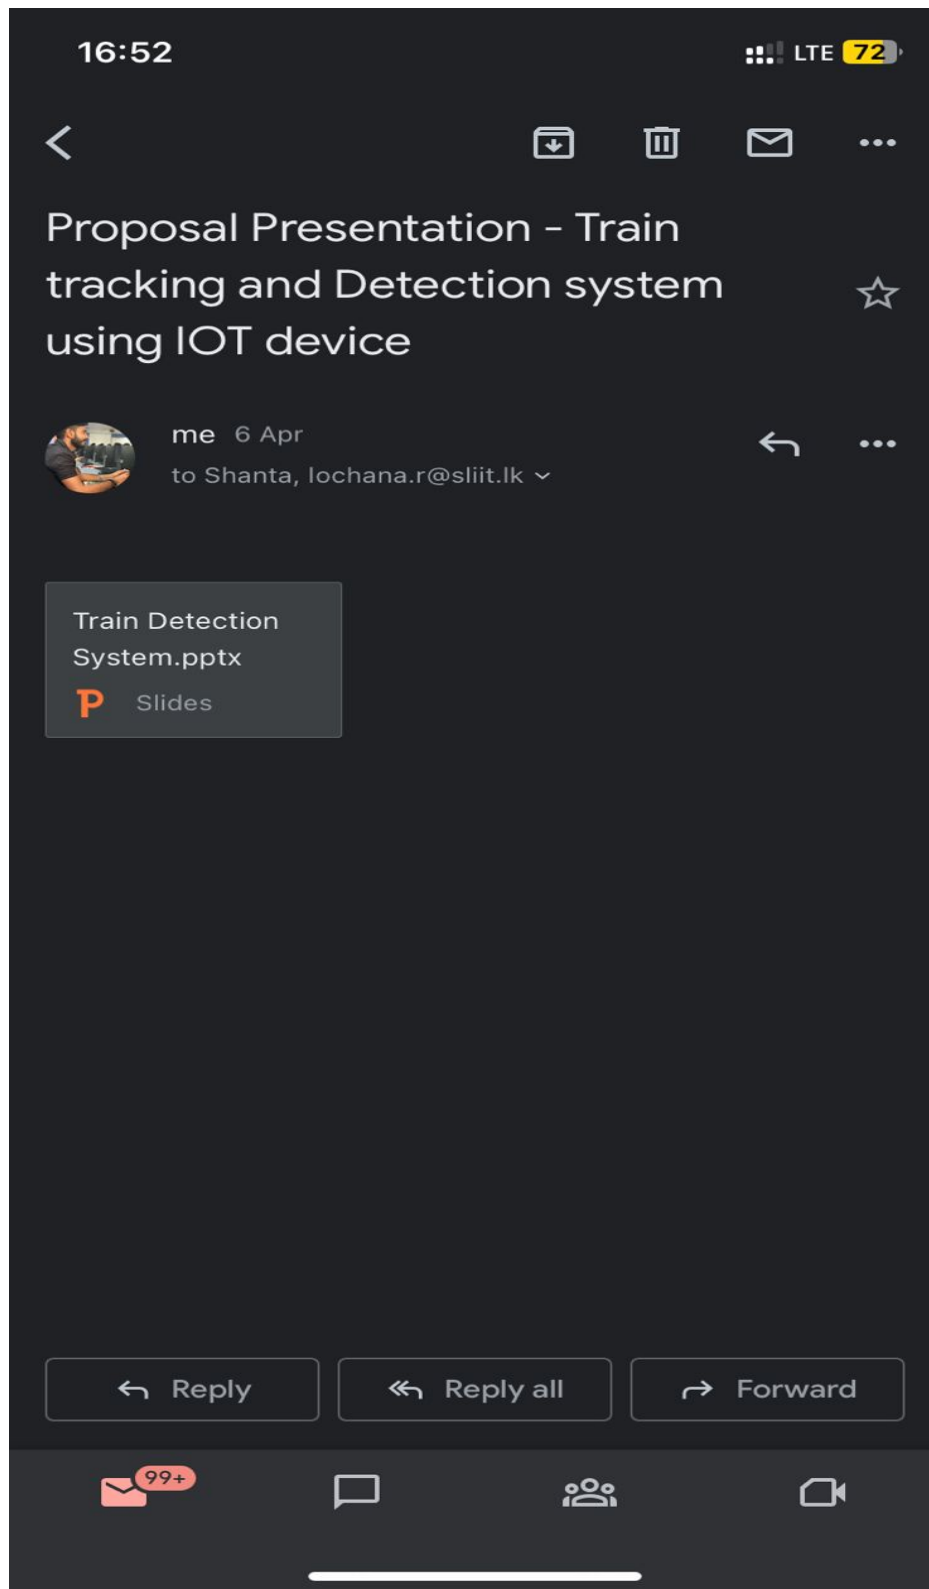 16:52
LTE 72
Proposal Presentation - Train
tracking and Detection system
using IOT device
me 6 Apr
to Shanta, lochana.r@sliit.lk
Train Detection
System.pptx
P Slides
Reply Reply all Forward
99+